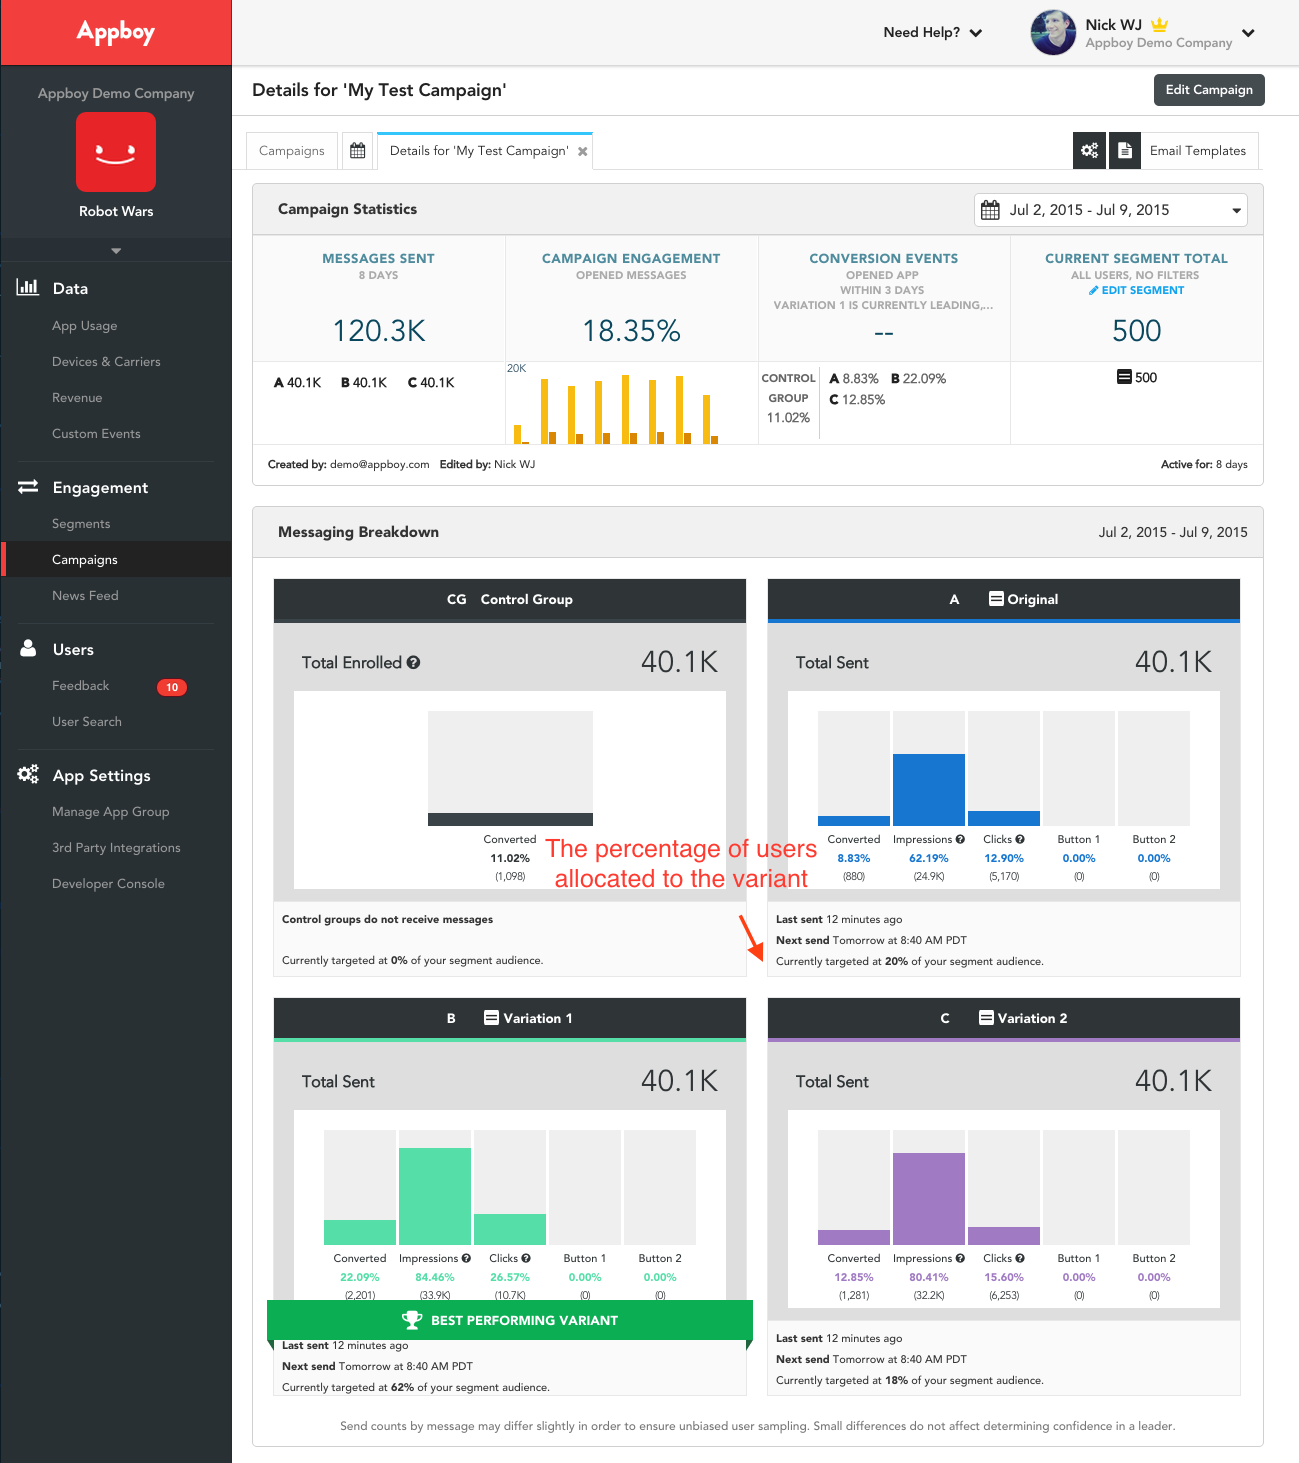 Appboy
Need Help?
Nick WJ
Appboy Demo Company
Appboy Demo Company
Robot Wars
Data
App Usage
Devices & Carriers
Revenue
Custom Events
Engagement
Segments
Campaigns
News Feed
Users
Feedback 10
User Search
App Settings
Manage App Group
3rd Party Integrations
Developer Console
Details for 'My Test Campaign'
Edit Campaign
Campaigns
Details for 'My Test Campaign'
Email Templates
Campaign Statistics
Jul 2, 2015 - Jul 9, 2015
MESSAGES SENT
8 DAYS
120.3K
A 40.1K B 40.1K C 40.1K
CAMPAIGN ENGAGEMENT
OPENED MESSAGES
18.35%
20K
CONVERSION EVENTS
OPENED APP
WITHIN 3 DAYS
VARIATION 1 IS CURRENTLY LEADING,...
--
CONTROL
GROUP
11.02%
A 8.83% B 22.09%
C 12.85%
CURRENT SEGMENT TOTAL
ALL USERS, NO FILTERS
EDIT SEGMENT
500
500
Created by: demo@appboy.com Edited by: Nick WJ
Active for: 8 days
Messaging Breakdown
Jul 2, 2015 - Jul 9, 2015
CG Control Group
Total Enrolled
40.1K
Converted
11.02%
(1,098)
Control groups do not receive messages
Currently targeted at 0% of your segment audience.
The percentage of users
allocated to the variant
A Original
Total Sent
40.1K
Converted Impressions Clicks Button 1 Button 2
8.83% 62.19% 12.90% 0.00% 0.00%
(880) (24.9K) (5,170) (0) (0)
Last sent 12 minutes ago
Next send Tomorrow at 8:40 AM PDT
Currently targeted at 20% of your segment audience.
B Variation 1
Total Sent
40.1K
Converted Impressions Clicks Button 1 Button 2
22.09% 84.46% 26.57% 0.00% 0.00%
(2,201) (33.9K) (10.7K) (0) (0)
BEST PERFORMING VARIANT
Last sent 12 minutes ago
Next send Tomorrow at 8:40 AM PDT
Currently targeted at 62% of your segment audience.
C Variation 2
Total Sent
40.1K
Converted Impressions Clicks Button 1 Button 2
12.85% 80.41% 15.60% 0.00% 0.00%
(1,281) (32.2K) (6,253) (0) (0)
Last sent 12 minutes ago
Next send Tomorrow at 8:40 AM PDT
Currently targeted at 18% of your segment audience.
Send counts by message may differ slightly in order to ensure unbiased user sampling. Small differences do not affect determining confidence in a leader.